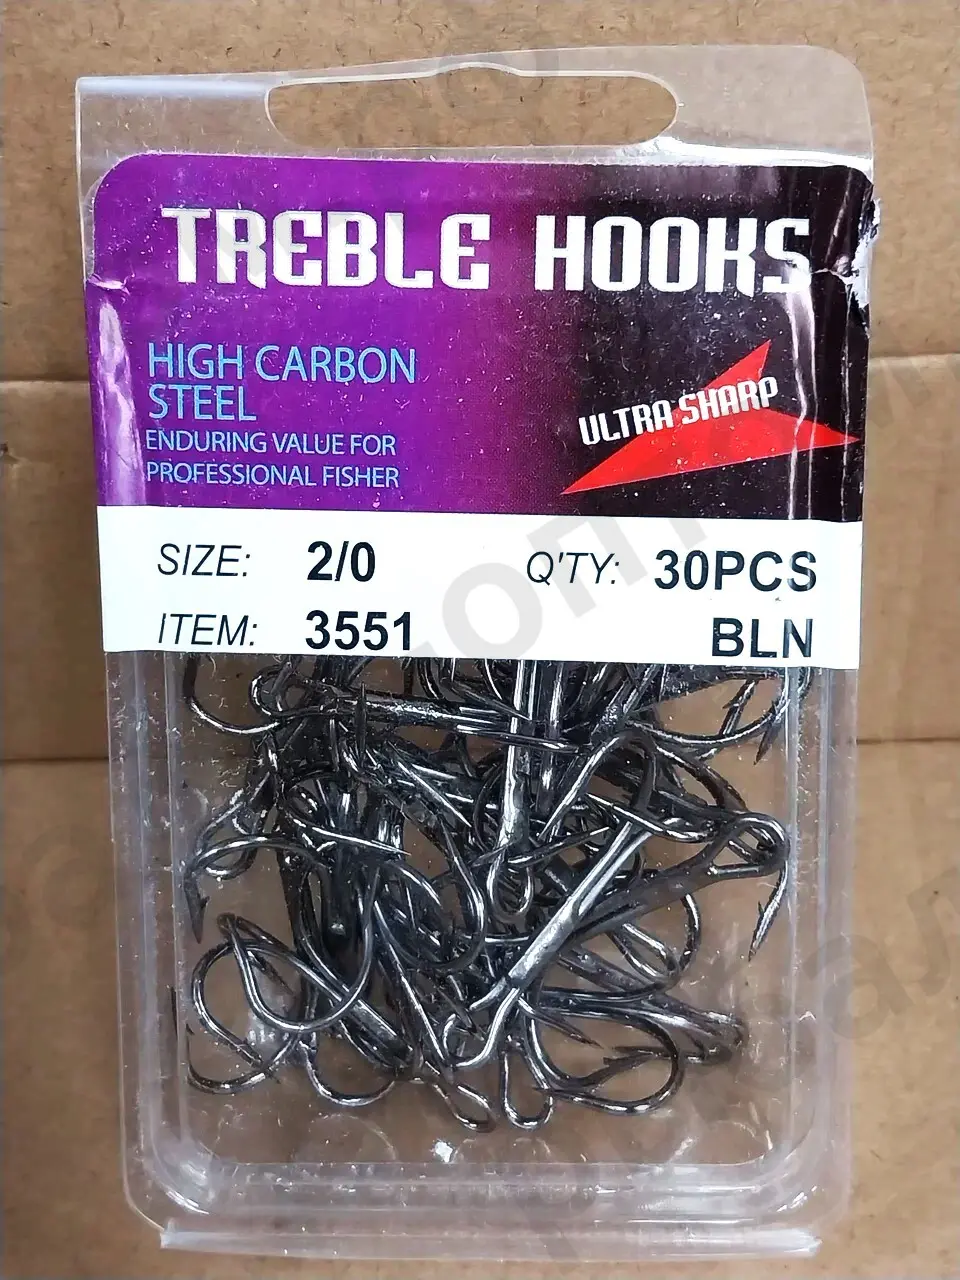 TREBLE HOOKS
HIGH CARBON
STEEL
ENDURING VALUE FOR
PROFESSIONAL FISHER
ULTRA SHARP
SIZE: 2/0 Q'TY: 30PCS
ITEM: 3551 BLN